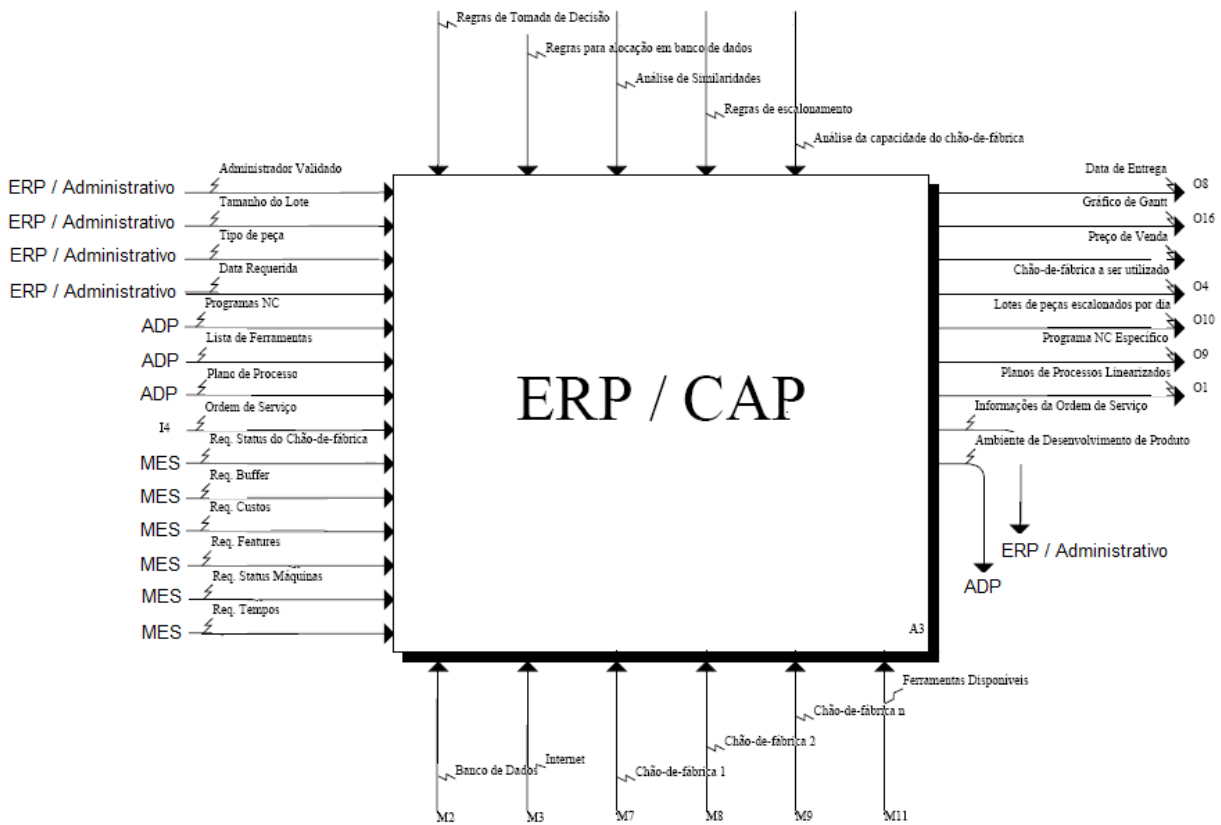 Regras de Tomada de Decisão
Regras para alocação em banco de dados
Análise de Similaridades
Regras de escalonamento
Análise da capacidade do chão-de-fábrica
Administrador Validado
ERP / Administrativo
Tamanho do Lote
ERP / Administrativo
Tipo de peça
ERP / Administrativo
Data Requerida
ERP / Administrativo
Programas NC
ADP
Lista de Ferramentas
ADP
Plano de Processo
ADP
Ordem de Serviço
I4
Req. Status do Chão-de-fábrica
MES
Req. Buffer
MES
Req. Custos
MES
Req. Features
MES
Req. Status Máquinas
MES
Req. Tempos
MES
ERP / CAP
A3
Data de Entrega
O8
Gráfico de Gantt
O16
Preço de Venda
Chão-de-fábrica a ser utilizado
O4
Lotes de peças escalonados por dia
O10
Programa NC Específico
O9
Planos de Processos Linearizados
O1
Informações da Ordem de Serviço
Ambiente de Desenvolvimento de Produto
ERP / Administrativo
ADP
Ferramentas Disponíveis
Chão-de-fábrica n
Chão-de-fábrica 2
Internet
Banco de Dados
Chão-de-fábrica 1
M2
M3
M7
M8
M9
M11